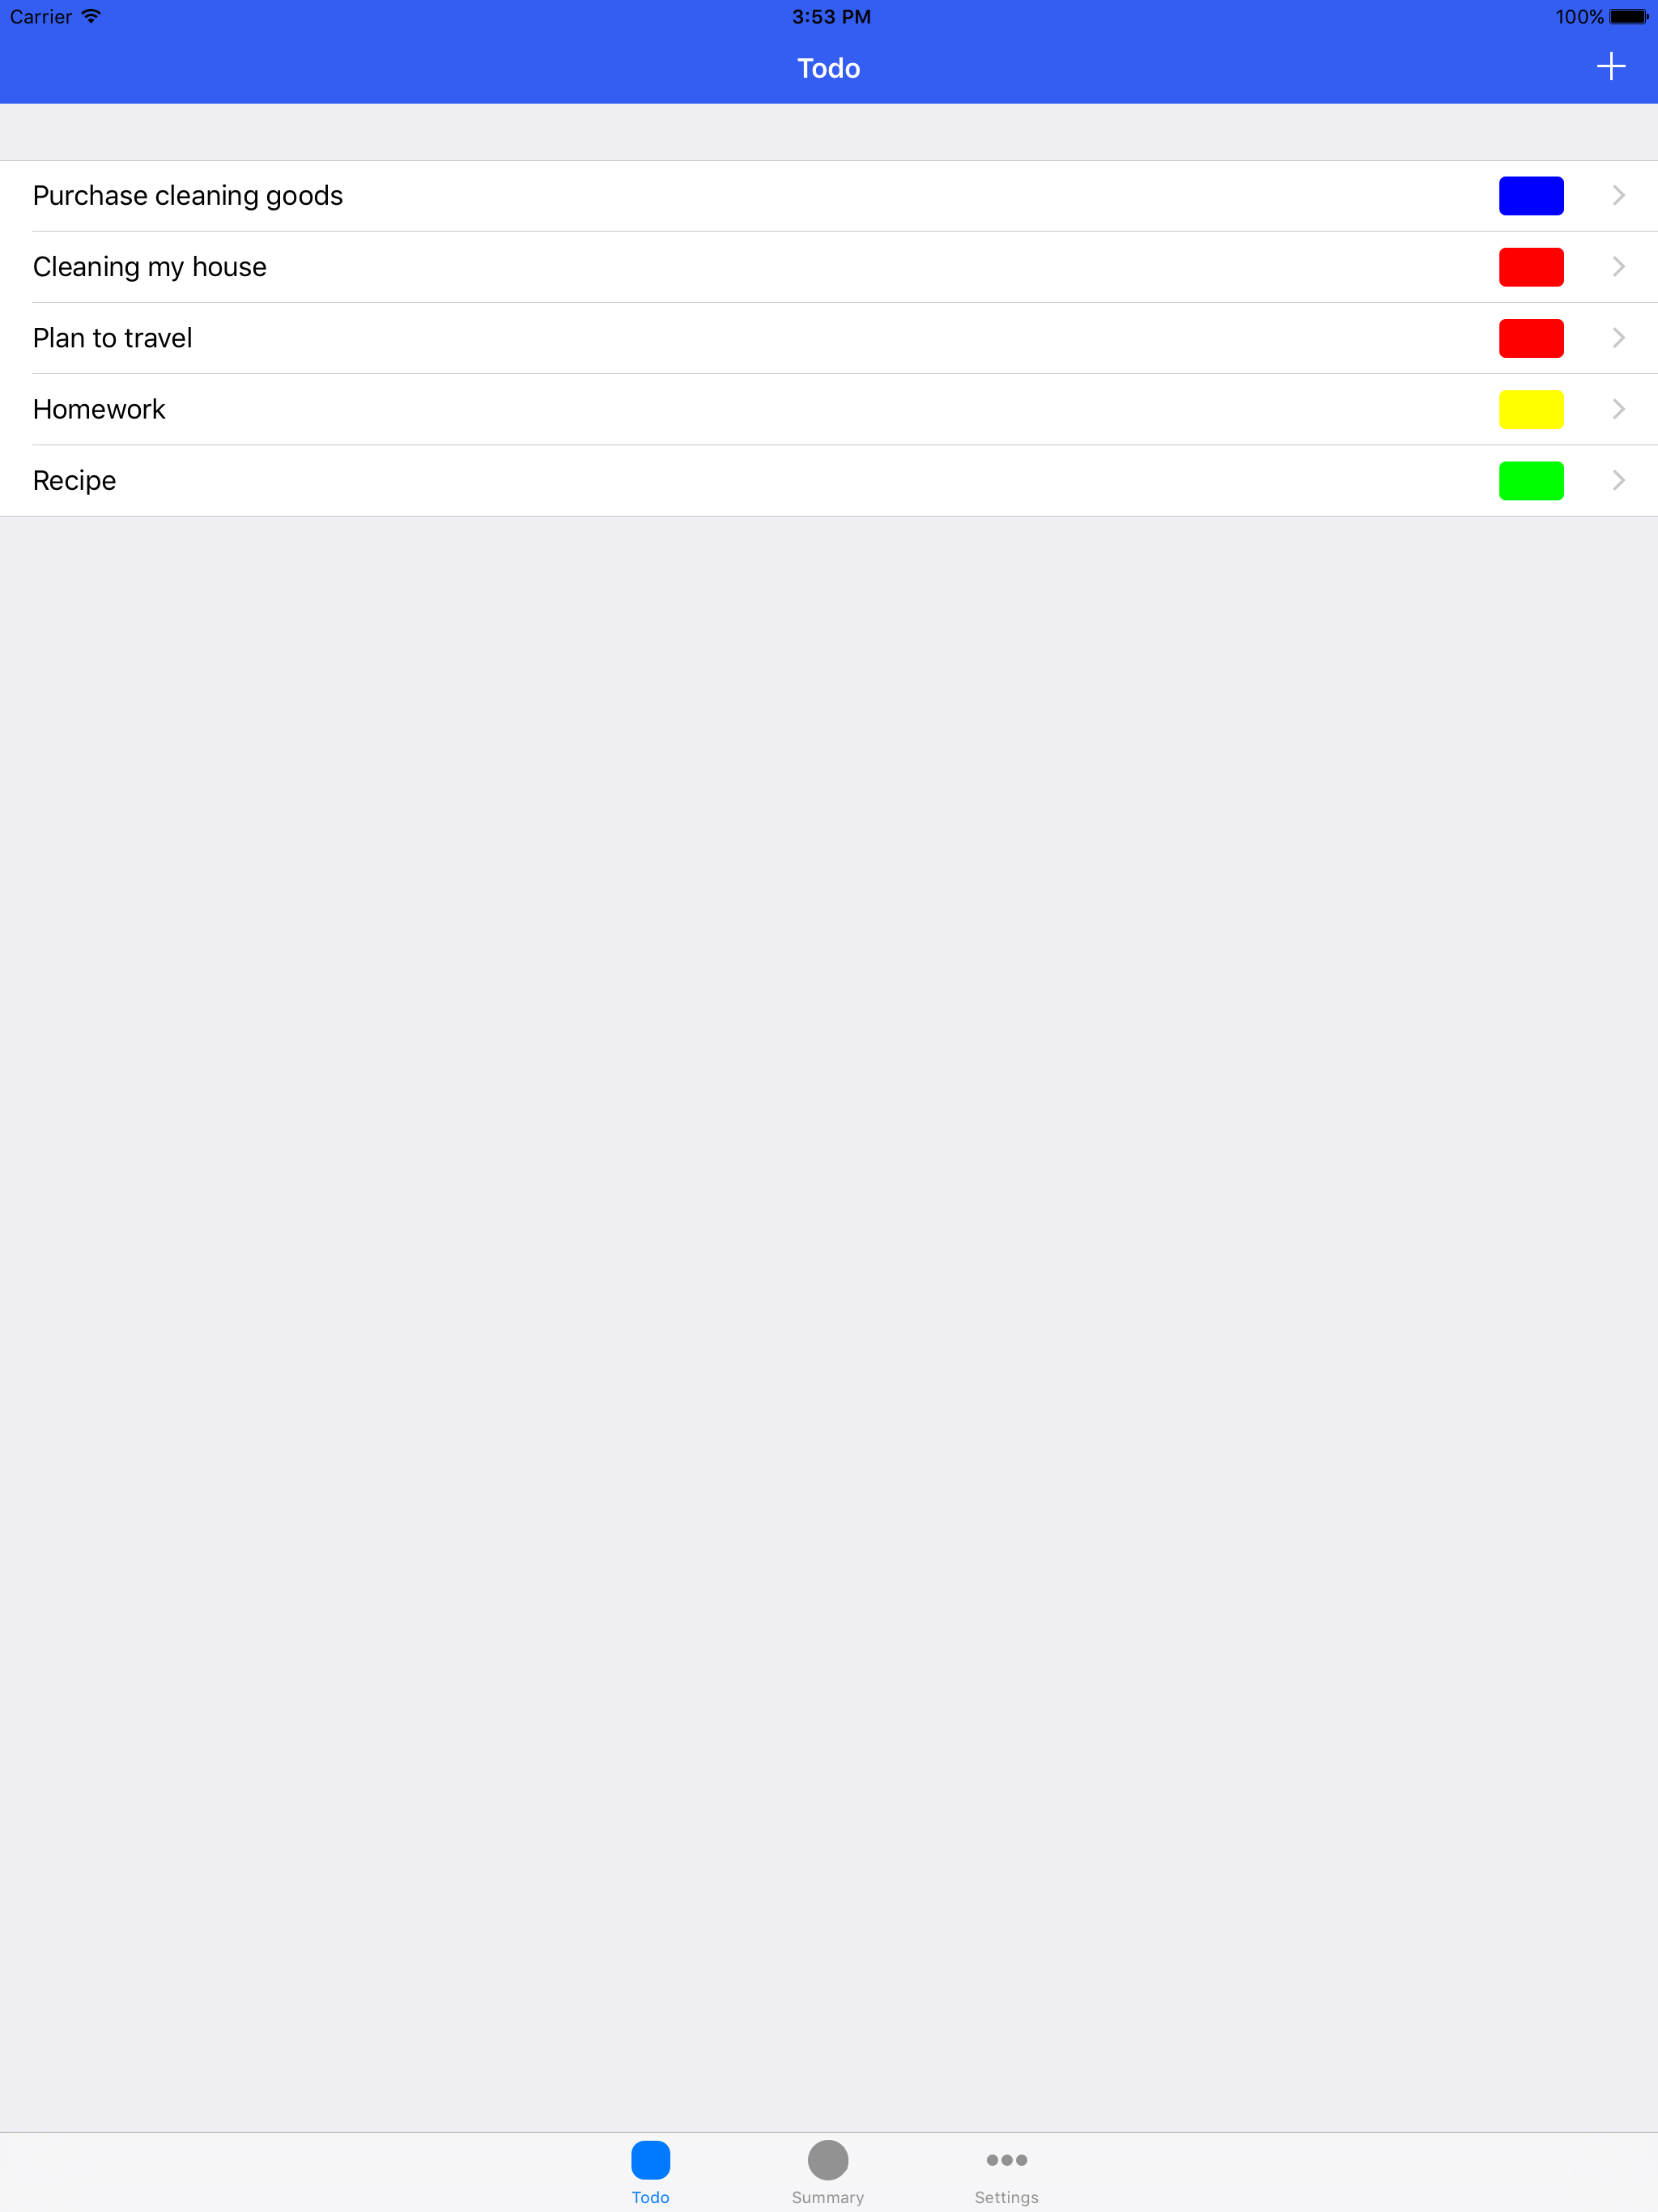 Carrier 3:53 PM 100%
Todo
Purchase cleaning goods
Cleaning my house
Plan to travel
Homework
Recipe
Todo Summary Settings